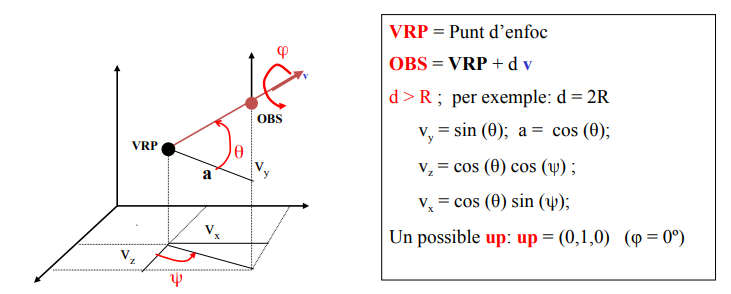 φ
v
OBS
VRP
θ
a
Vy
Vx
Vz
ψ
VRP = Punt d’enfoc
OBS = VRP + d v
d > R ; per exemple: d = 2R
vy = sin (θ); a = cos (θ);
vz = cos (θ) cos (ψ) ;
vx = cos (θ) sin (ψ);
Un possible up: up = (0,1,0) (φ = 0º)